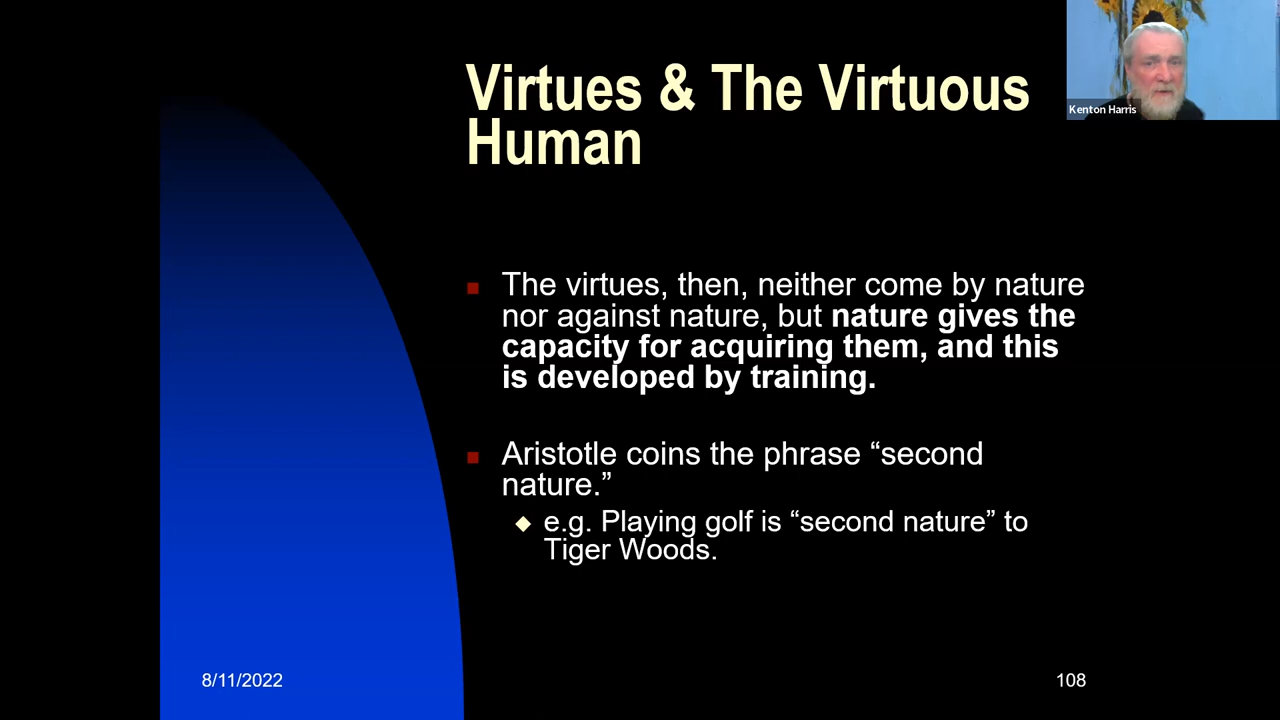 Virtues & The Virtuous
Human
Kenton Harris
The virtues, then, neither come by nature
nor against nature, but nature gives the
capacity for acquiring them, and this
is developed by training.
Aristotle coins the phrase “second
nature.”
e.g. Playing golf is “second nature” to
Tiger Woods.
8/11/2022
108